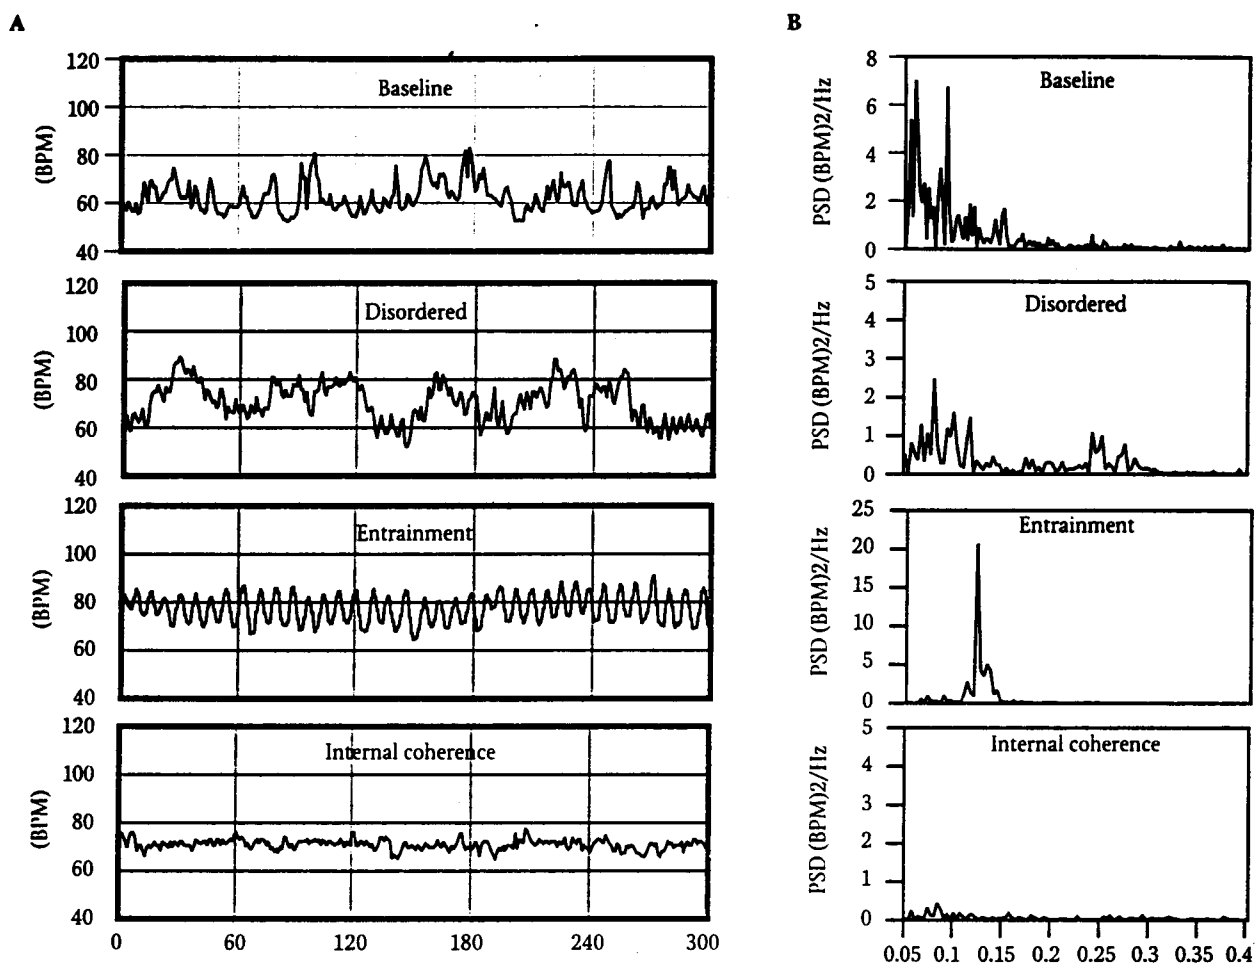 A
120
100
80
60
40
(BPM)
Baseline
120
100
80
60
40
(BPM)
Disordered
120
100
80
60
40
(BPM)
Entrainment
120
100
80
60
40
(BPM)
Internal coherence
0 60 120 180 240 300
B
8
6
4
2
0
PSD (BPM)2/Hz
Baseline
5
4
3
2
1
0
PSD (BPM)2/Hz
Disordered
25
20
15
10
5
0
PSD (BPM)2/Hz
Entrainment
5
4
3
2
1
0
PSD (BPM)2/Hz
Internal coherence
0.05 0.1 0.15 0.2 0.25 0.3 0.35 0.4